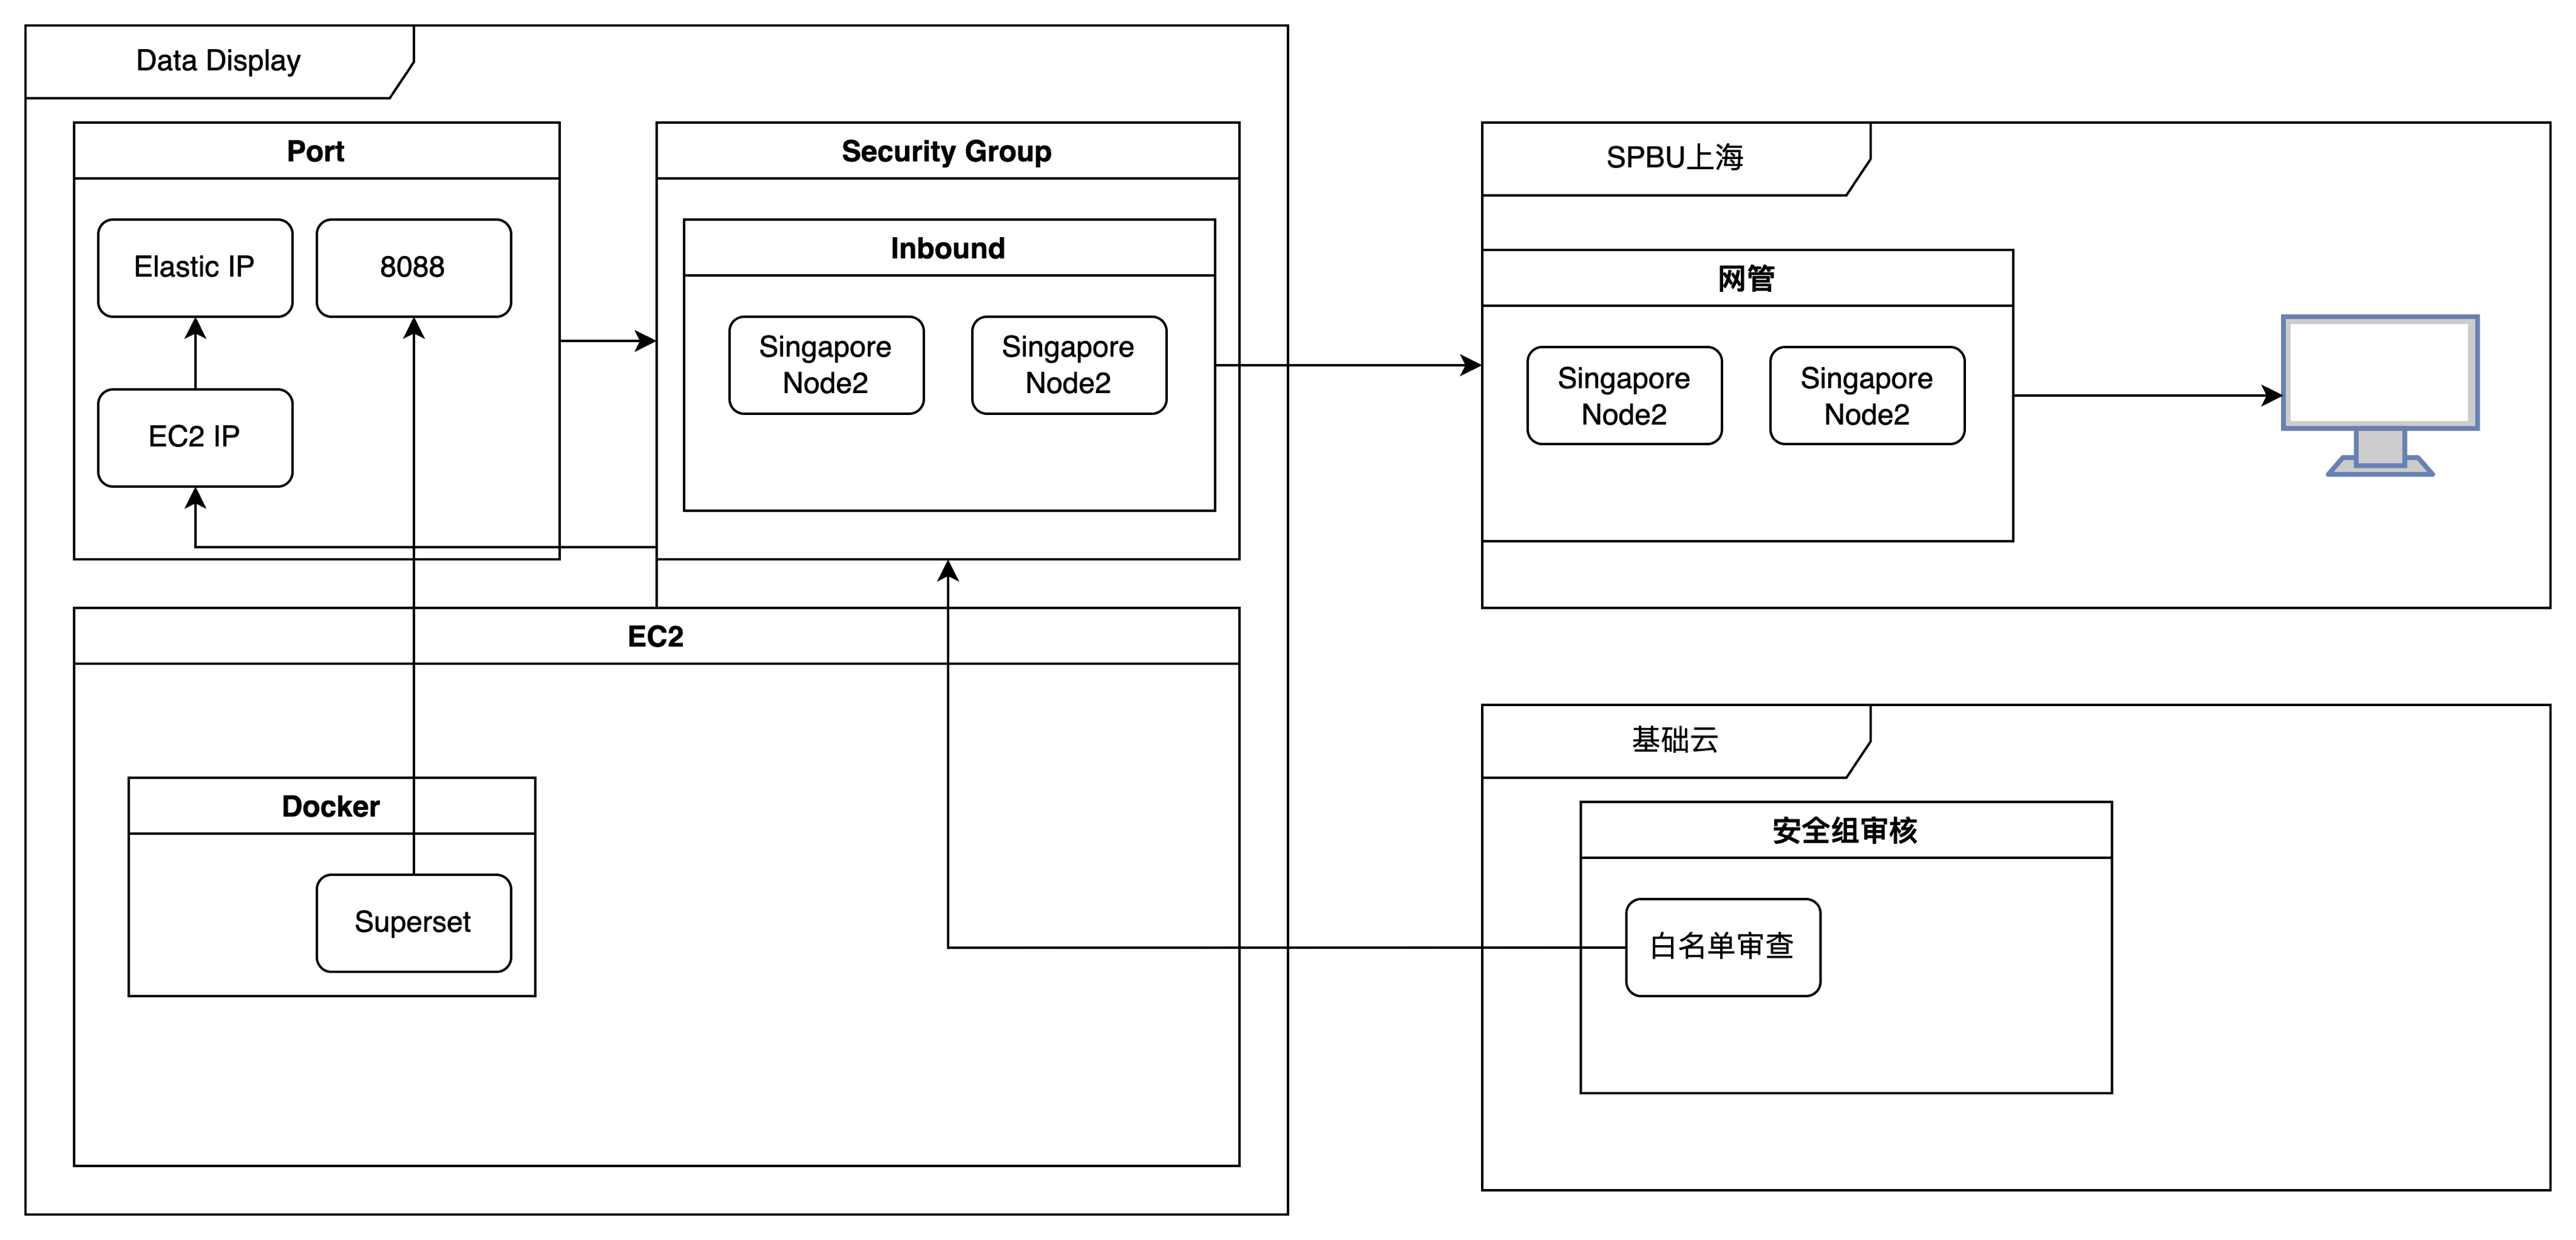 Data Display
Port
Elastic IP
8088
EC2 IP
Security Group
Inbound
Singapore
Node2
Singapore
Node2
SPBU上海
网管
Singapore
Node2
Singapore
Node2
EC2
Docker
Superset
基础云
安全组审核
白名单审查